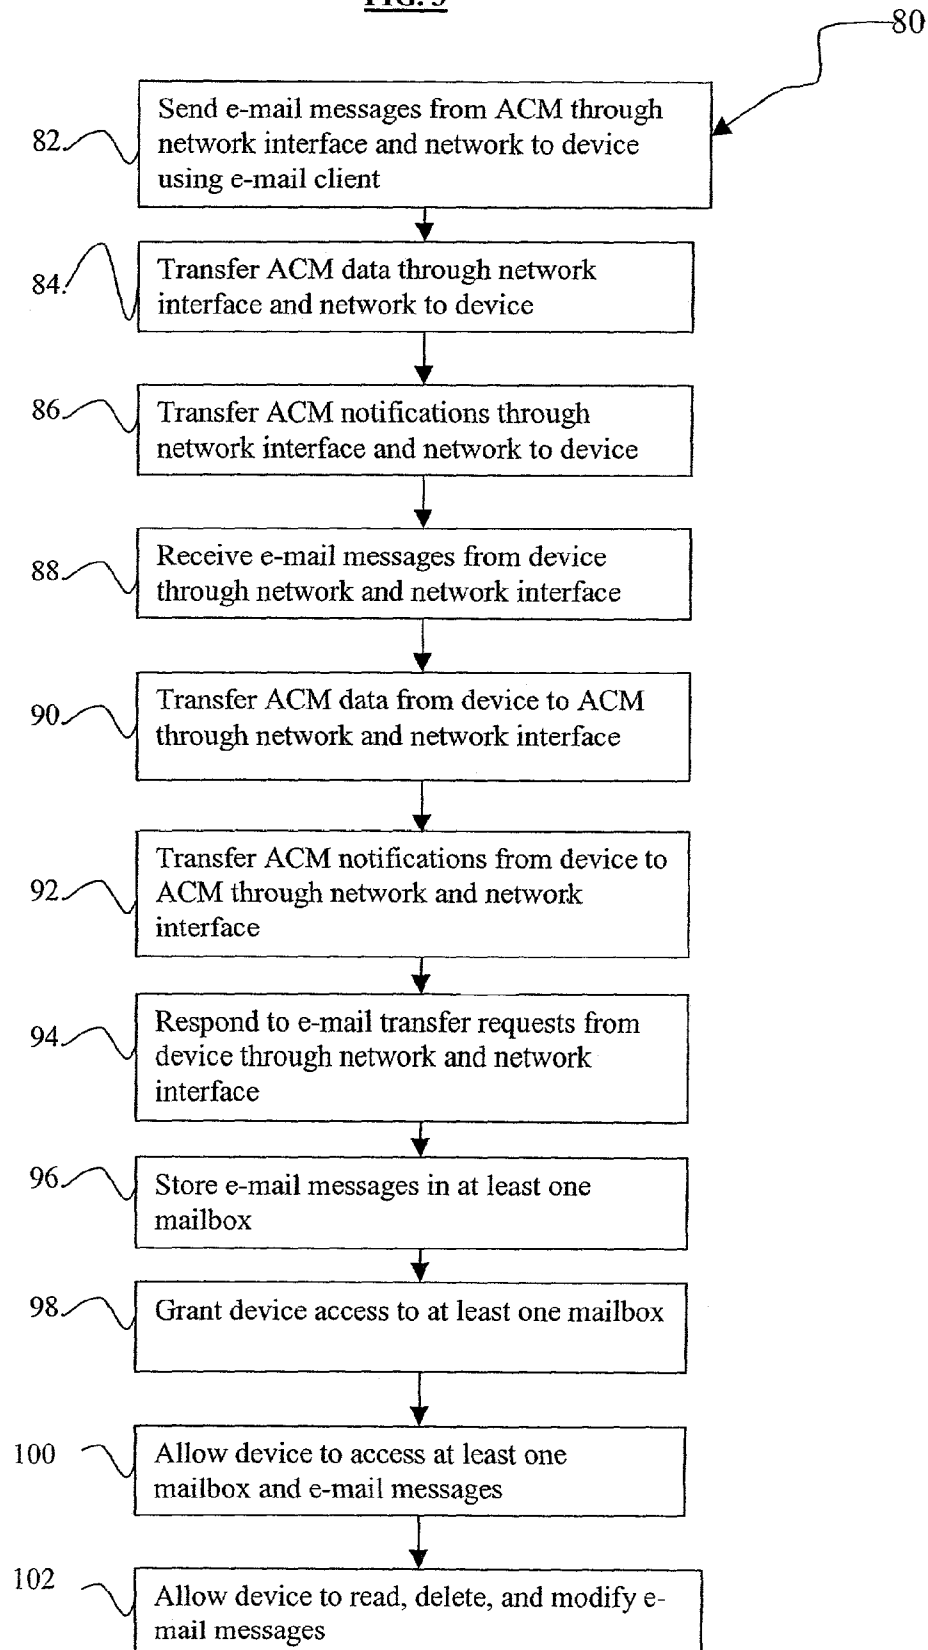 80
82
Send e-mail messages from ACM through
network interface and network to device
using e-mail client
84
Transfer ACM data through network
interface and network to device
86
Transfer ACM notifications through
network interface and network to device
88
Receive e-mail messages from device
through network and network interface
90
Transfer ACM data from device to ACM
through network and network interface
92
Transfer ACM notifications from device to
ACM through network and network
interface
94
Respond to e-mail transfer requests from
device through network and network
interface
96
Store e-mail messages in at least one
mailbox
98
Grant device access to at least one mailbox
100
Allow device to access at least one
mailbox and e-mail messages
102
Allow device to read, delete, and modify e-
mail messages